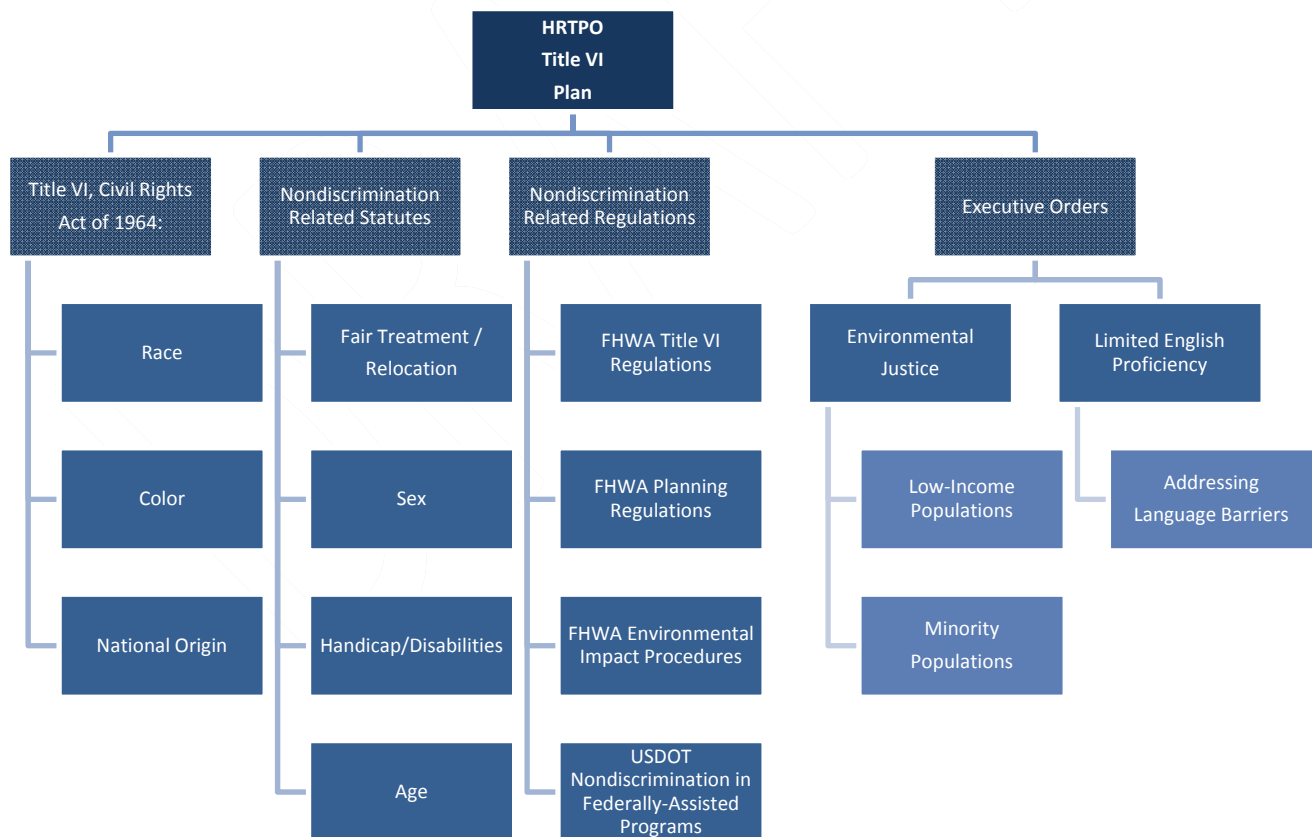 HRTPO
Title VI
Plan
Title VI, Civil Rights
Act of 1964:
Nondiscrimination
Related Statutes
Nondiscrimination
Related Regulations
Executive Orders
Race
Color
National Origin
Fair Treatment /
Relocation
Sex
Handicap/Disabilities
Age
FHWA Title VI
Regulations
FHWA Planning
Regulations
FHWA Environmental
Impact Procedures
USDOT
Nondiscrimination in
Federally-Assisted
Programs
Environmental
Justice
Low-Income
Populations
Minority
Populations
Limited English
Proficiency
Addressing
Language Barriers